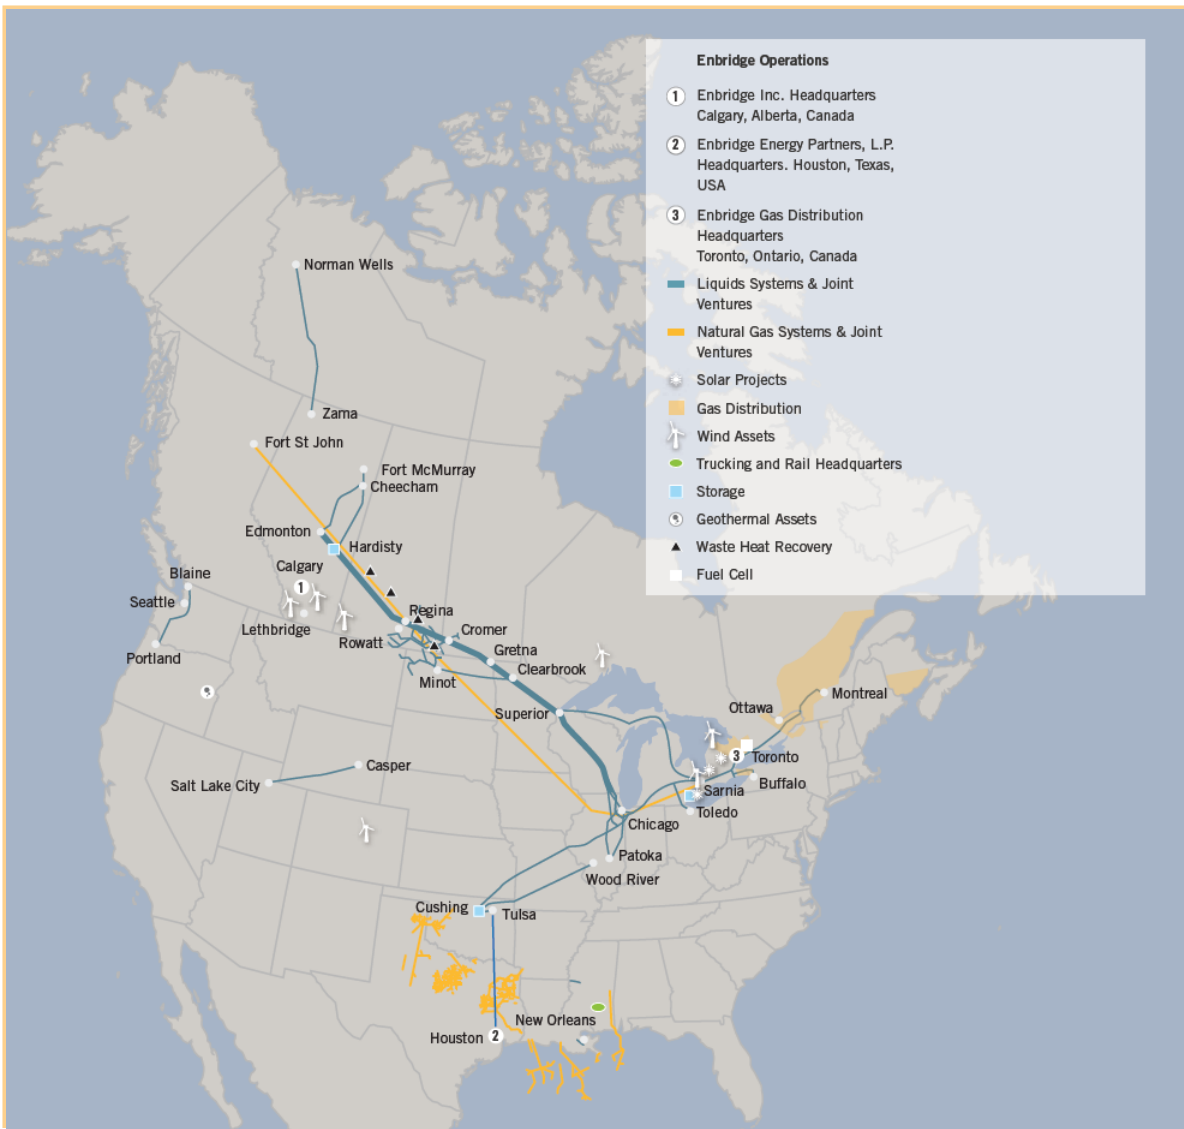 Enbridge Operations
1 Enbridge Inc. Headquarters
Calgary, Alberta, Canada
2 Enbridge Energy Partners, L.P.
Headquarters. Houston, Texas,
USA
3 Enbridge Gas Distribution
Headquarters
Toronto, Ontario, Canada
Liquids Systems & Joint
Ventures
Natural Gas Systems & Joint
Ventures
Solar Projects
Gas Distribution
Wind Assets
Trucking and Rail Headquarters
Storage
Geothermal Assets
Waste Heat Recovery
Fuel Cell
Norman Wells
Zama
Fort St John
Fort McMurray
Cheecham
Edmonton
Hardisty
Calgary
1
Blaine
Seattle
Lethbridge
Regina
Rowatt
Cromer
Portland
Gretna
Clearbrook
Minot
Superior
Montreal
Ottawa
3 Toronto
Casper
Salt Lake City
Buffalo
Sarnia
Toledo
Chicago
Patoka
Wood River
Cushing
Tulsa
New Orleans
Houston 2